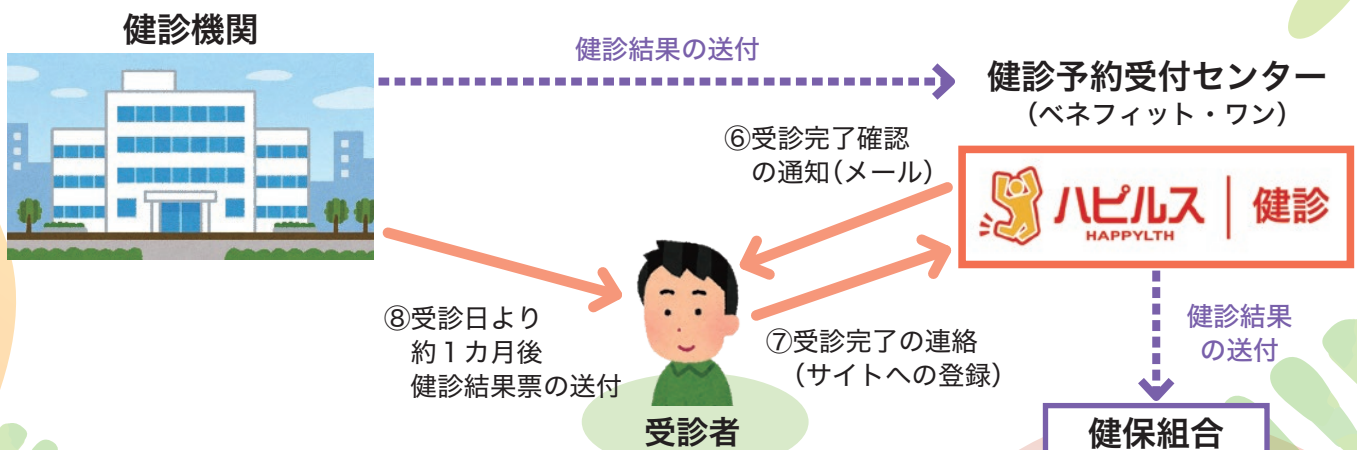 健診機関
健診結果の送付
健診予約受付センター
（ベネフィット・ワン）
⑥受診完了確認
の通知（メール）
ハピルス 健診
HAPPYLTH
⑧受診日より
約１カ月後
健診結果票の送付
⑦受診完了の連絡
（サイトへの登録）
健診結果
の送付
受診者
健保組合